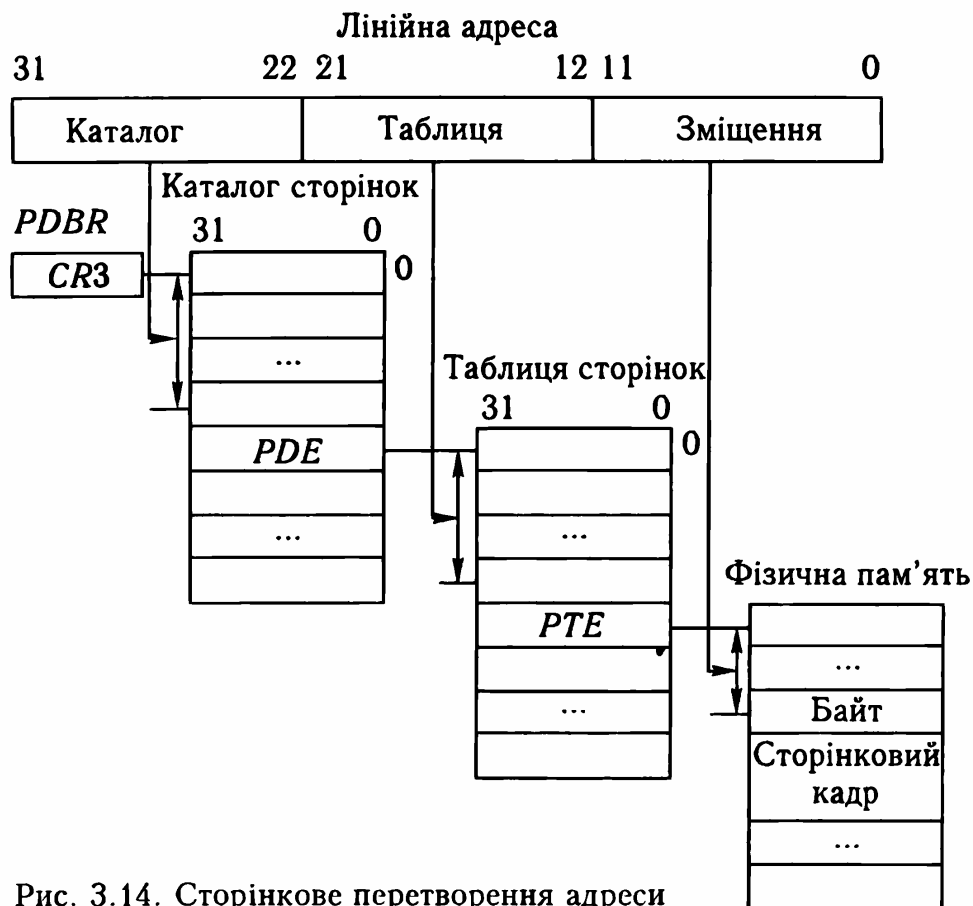 Лінійна адреса
31 22 21 12 11 0
Каталог Таблиця Зміщення
Каталог сторінок
PDBR
31 0
CR3
0
...
Таблиця сторінок
31 0
PDE
0
...
...
Фізична пам'ять
PTE
...
...
Байт
Сторінковий
кадр
...
Рис. 3.14. Сторінкове перетворення адреси